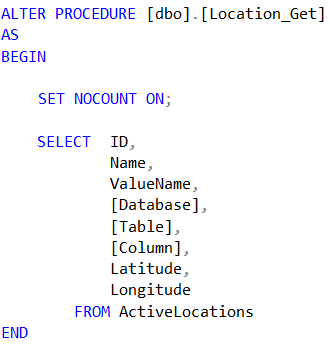 ALTER PROCEDURE [dbo].[Location_Get]
AS
BEGIN
SET NOCOUNT ON;
SELECT ID,
Name,
ValueName,
[Database],
[Table],
[Column],
Latitude,
Longitude
FROM ActiveLocations
END